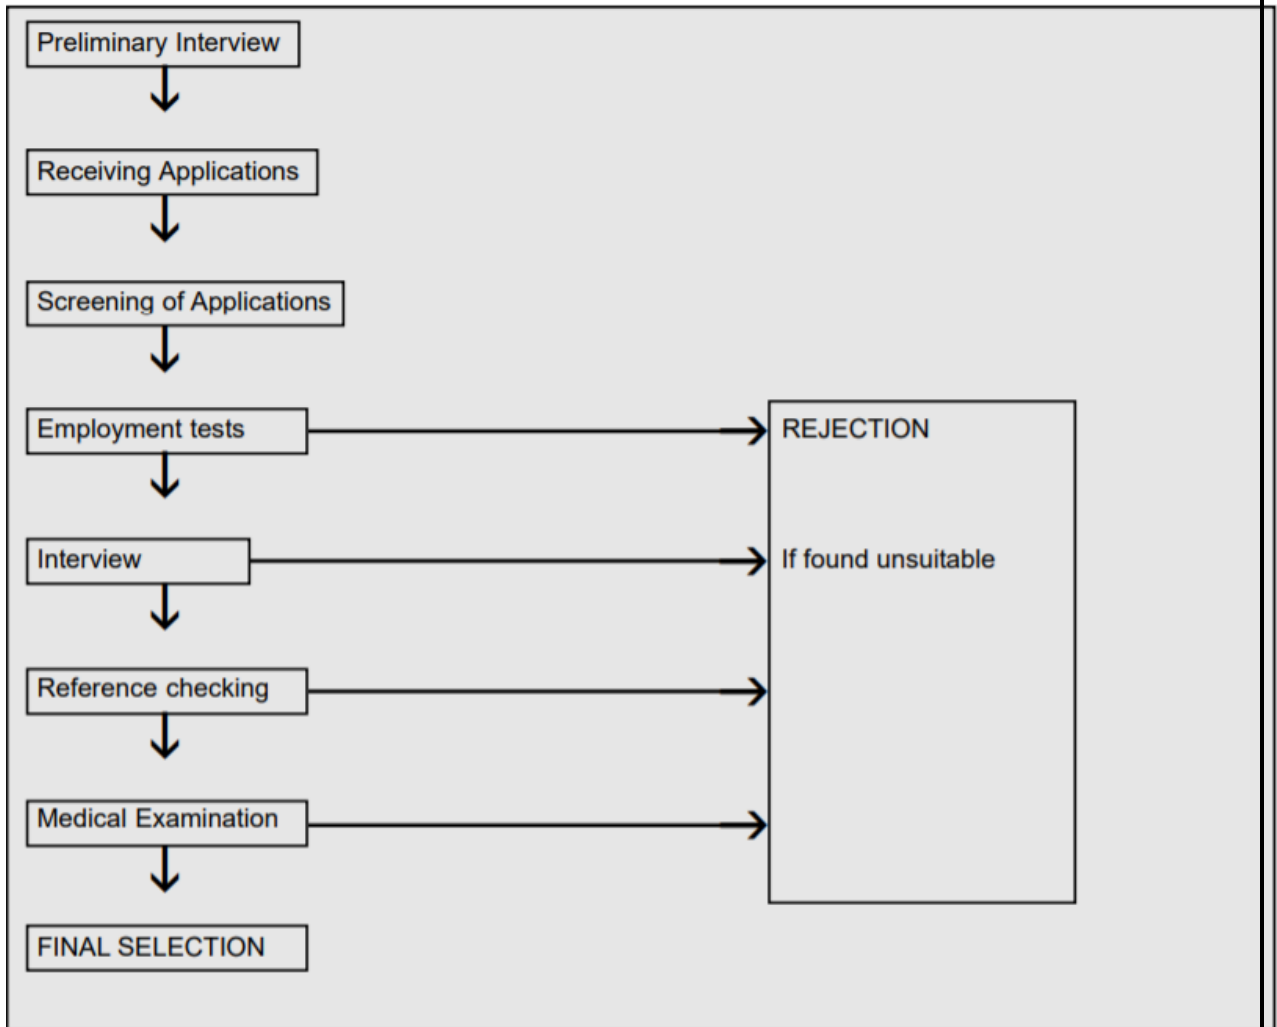 Preliminary Interview
Receiving Applications
Screening of Applications
Employment tests
REJECTION
Interview
If found unsuitable
Reference checking
Medical Examination
FINAL SELECTION